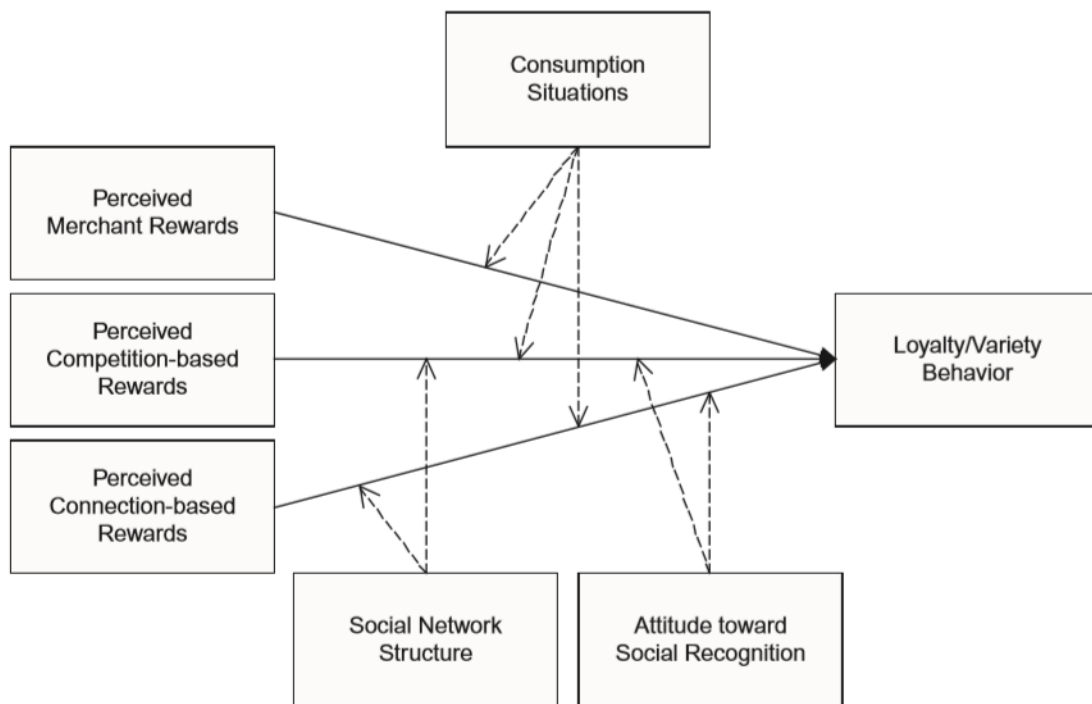 Consumption
Situations
Perceived
Merchant Rewards
Perceived
Competition-based
Rewards
Loyalty/Variety
Behavior
Perceived
Connection-based
Rewards
Social Network
Structure
Attitude toward
Social Recognition